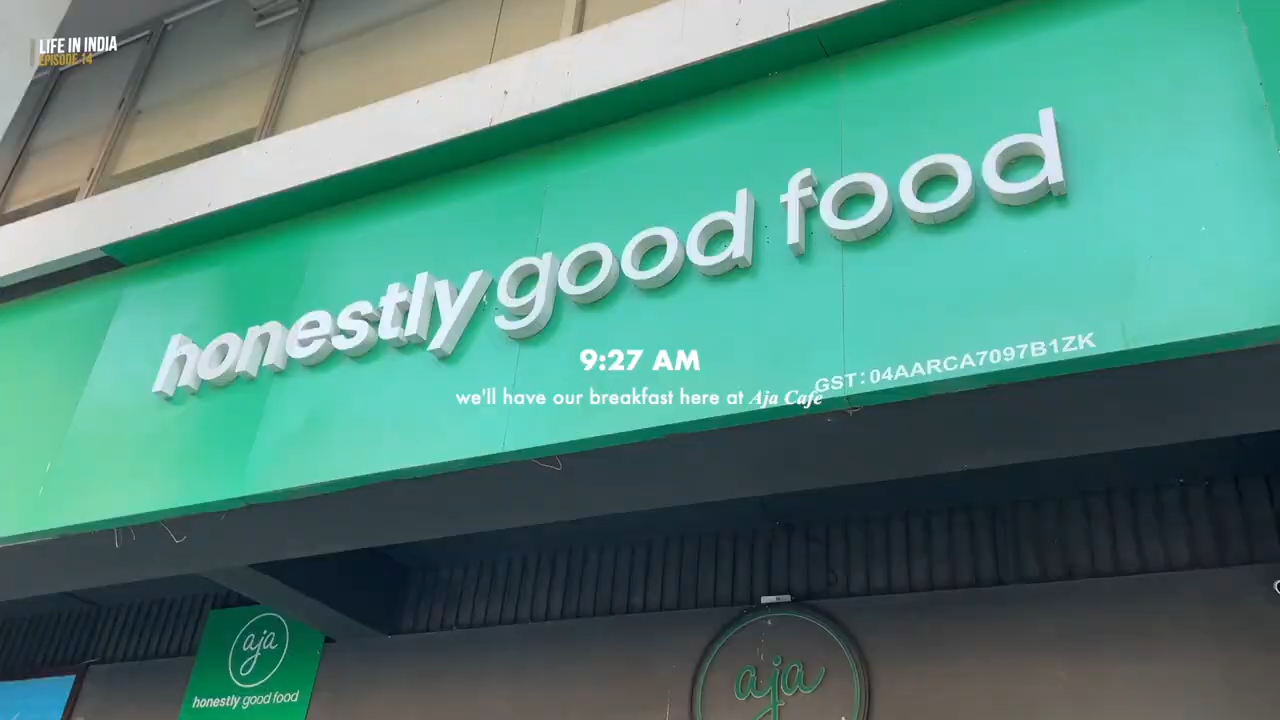 LIFE IN INDIA
EPISODE 14
honestly good food
9:27 AM
we'll have our breakfast here at Aja Cafe
GST: 04AARCA7097B1ZK
aja
honestly good food
aja